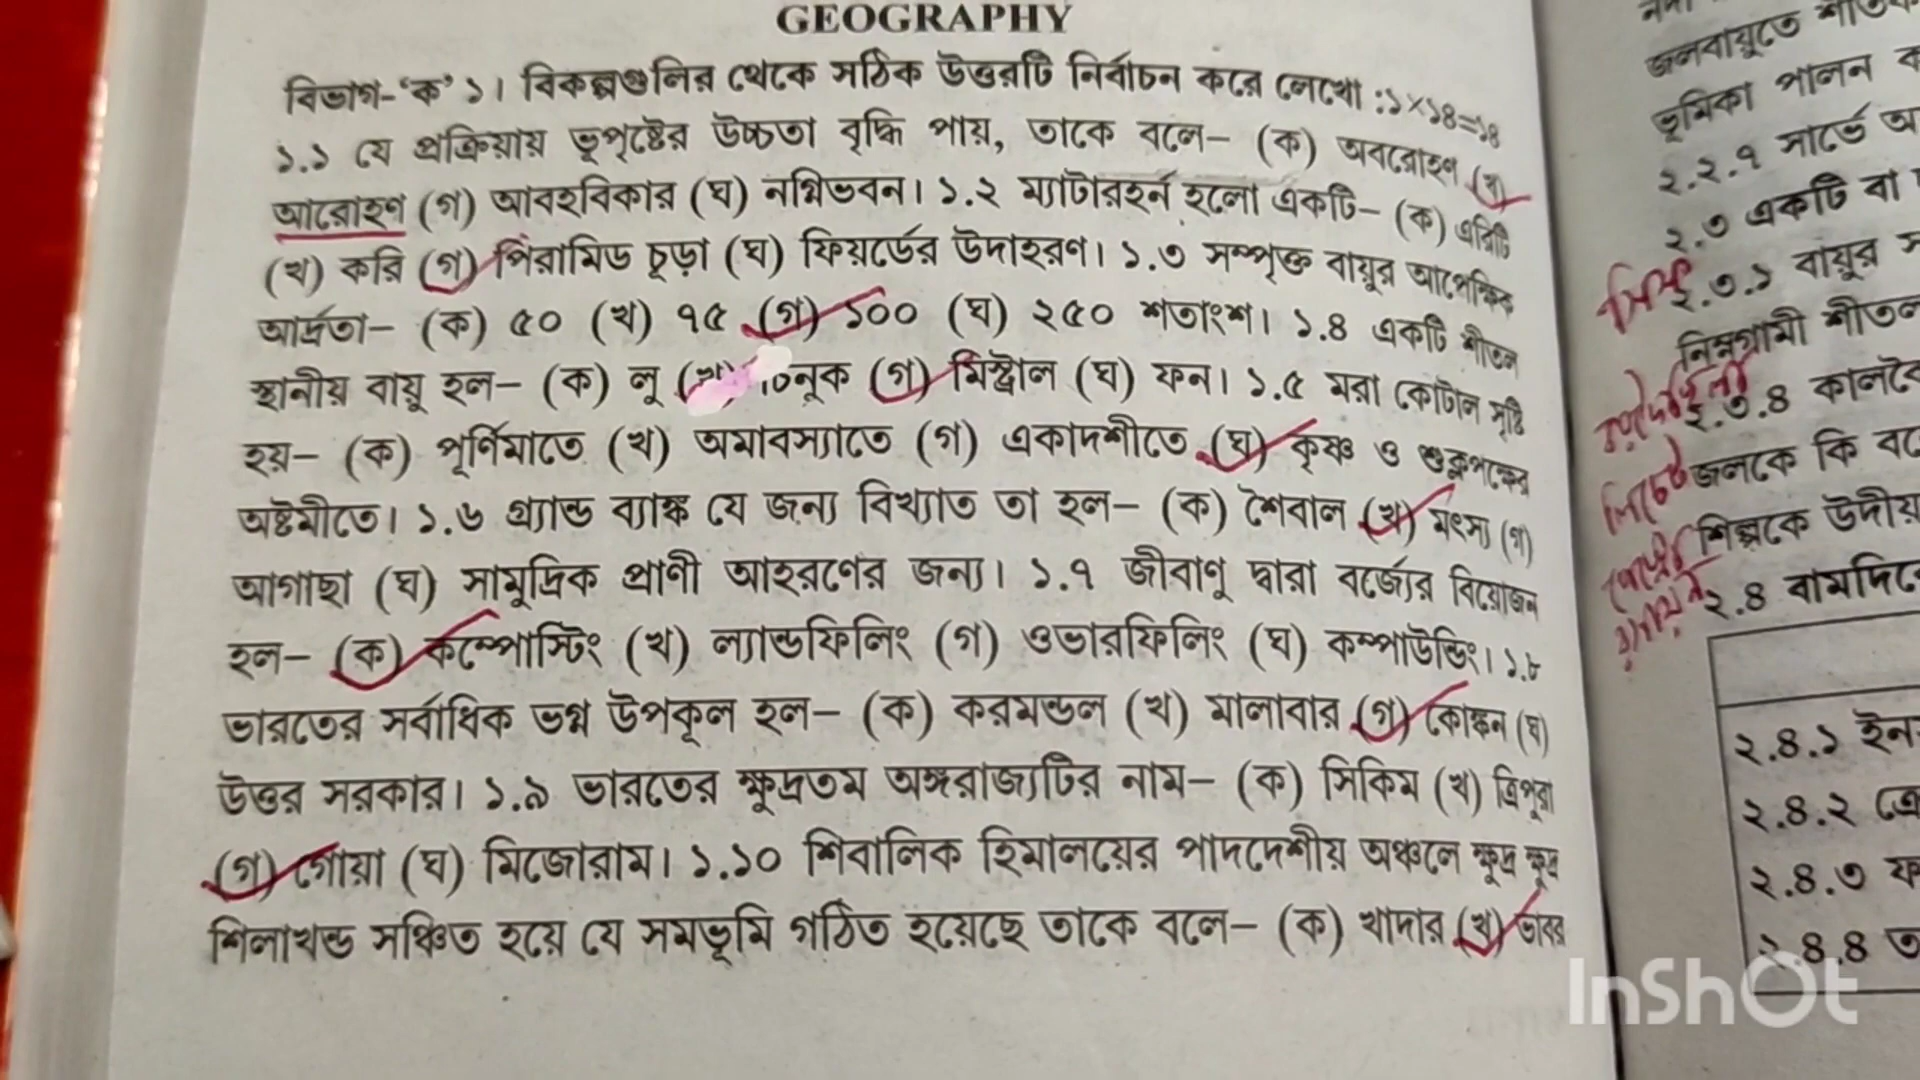 GEOGRAPHY
বিভাগ-‘ক’ ১। বিকল্পগুলির থেকে সঠিক উত্তরটি নির্বাচন করে লেখো :১×১৪=১৪
১.১ যে প্রক্রিয়ায় ভূপৃষ্টের উচ্চতা বৃদ্ধি পায়, তাকে বলে– (ক) অবরোহণ (খ)
আরোহণ (গ) আবহবিকার (ঘ) নগ্নিভবন। ১.২ ম্যাটারহর্ন হলো একটি– (ক) এরিটি
(খ) করি (গ) পিরামিড চূড়া (ঘ) ফিয়র্ডের উদাহরণ। ১.৩ সম্পৃক্ত বায়ুর আপেক্ষিক
আর্দ্রতা– (ক) ৫০ (খ) ৭৫ (গ) ১০০ (ঘ) ২৫০ শতাংশ। ১.৪ একটি শীতল
স্থানীয় বায়ু হল– (ক) লু (খ) চিনুক (গ) মিস্ট্রাল (ঘ) ফন। ১.৫ মরা কোটাল সৃষ্টি
হয়– (ক) পূর্ণিমাতে (খ) অমাবস্যাতে (গ) একাদশীতে (ঘ) কৃষ্ণ ও শুক্লপক্ষের
অষ্টমীতে। ১.৬ গ্র্যান্ড ব্যাঙ্ক যে জন্য বিখ্যাত তা হল– (ক) শৈবাল (খ) মৎস্য (গ)
আগাছা (ঘ) সামুদ্রিক প্রাণী আহরণের জন্য। ১.৭ জীবাণু দ্বারা বর্জ্যের বিয়োজন
হল– (ক) কম্পোস্টিং (খ) ল্যান্ডফিলিং (গ) ওভারফিলিং (ঘ) কম্পাউন্ডিং। ১.৮
ভারতের সর্বাধিক ভগ্ন উপকূল হল– (ক) করমন্ডল (খ) মালাবার (গ) কোঙ্কন (ঘ)
উত্তর সরকার। ১.৯ ভারতের ক্ষুদ্রতম অঙ্গরাজ্যটির নাম– (ক) সিকিম (খ) ত্রিপুরা
(গ) গোয়া (ঘ) মিজোরাম। ১.১০ শিবালিক হিমালয়ের পাদদেশীয় অঞ্চলে ক্ষুদ্র ক্ষুদ্র
শিলাখন্ড সঞ্চিত হয়ে যে সমভূমি গঠিত হয়েছে তাকে বলে– (ক) খাদার (খ) ভাবর
জলবায়ুতে
ভূমিকা পালন
২.২.৭ সার্ভে
২.৩ একটি বা
২.৩.১ বায়ুর
নিম্নগামী শীতল
২.৩.৪
জলকে কি
শিল্পকে উদীয়
২.৪ বামদিকে
২.৪.১ ইন
২.৪.২
২.৪.৩
২.৪.৪
InShOt